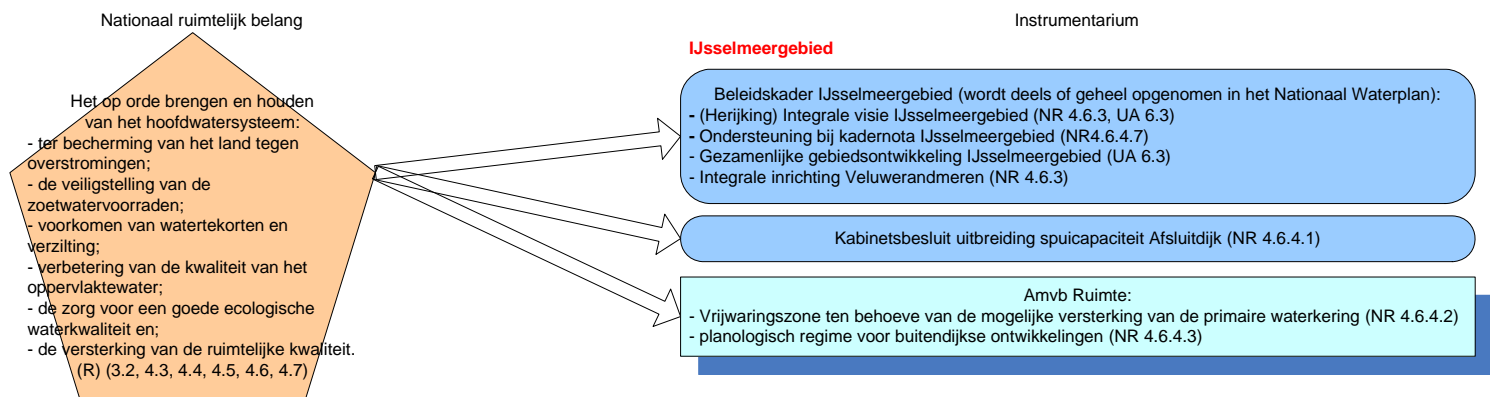 Nationaal ruimtelijk belang
Het op orde brengen en houden
van het hoofdwatersysteem:
- ter becherming van het land tegen
overstromingen;
- de veiligstelling van de
zoetwatervoorraden;
- voorkomen van watertekorten en
verzilting;
- verbetering van de kwaliteit van het
oppervlaktewater;
- de zorg voor een goede ecologische
waterkwaliteit en;
- de versterking van de ruimtelijke kwaliteit.
(R) (3.2, 4.3, 4.4, 4.5, 4.6, 4.7)
Instrumentarium
IJsselmeergebied
Beleidskader IJsselmeergebied (wordt deels of geheel opgenomen in het Nationaal Waterplan):
- (Herijking) Integrale visie IJsselmeergebied (NR 4.6.3, UA 6.3)
- Ondersteuning bij kadernota IJsselmeergebied (NR4.6.4.7)
- Gezamenlijke gebiedsontwikkeling IJsselmeergebied (UA 6.3)
- Integrale inrichting Veluwerandmeren (NR 4.6.3)
Kabinetsbesluit uitbreiding spuicapaciteit Afsluitdijk (NR 4.6.4.1)
Amvb Ruimte:
- Vrijwaringszone ten behoeve van de mogelijke versterking van de primaire waterkering (NR 4.6.4.2)
- planologisch regime voor buitendijkse ontwikkelingen (NR 4.6.4.3)